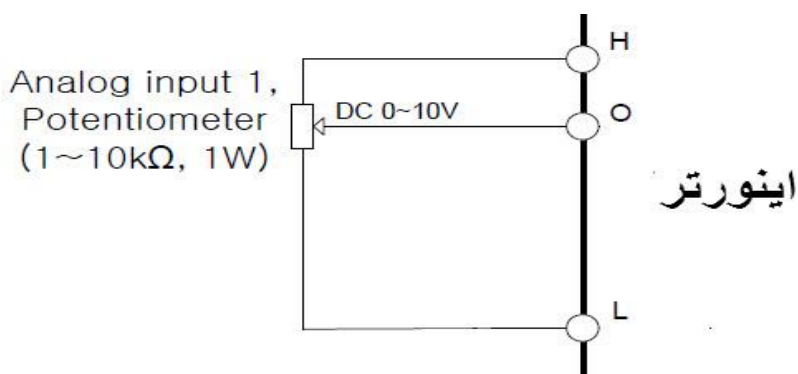 H
Analog input 1,
Potentiometer
(1~10kΩ, 1W)
DC 0~10V
O
اینورتر
L